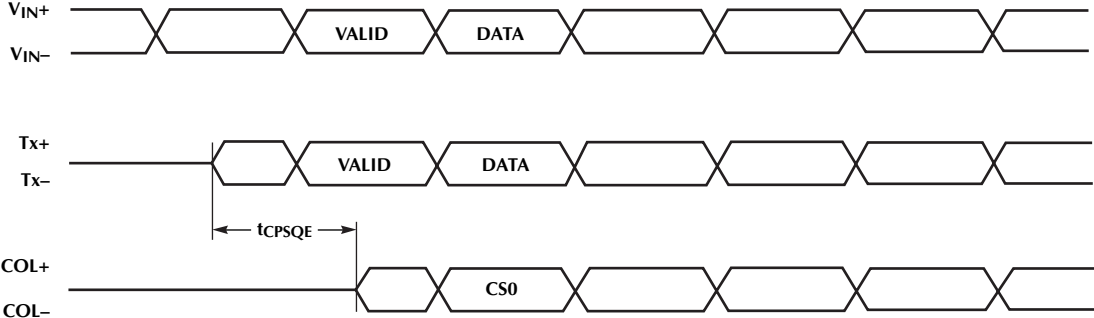 VIN+
VALID DATA
VIN–
Tx+
VALID DATA
Tx–
tCPSQE
COL+
CS0
COL–